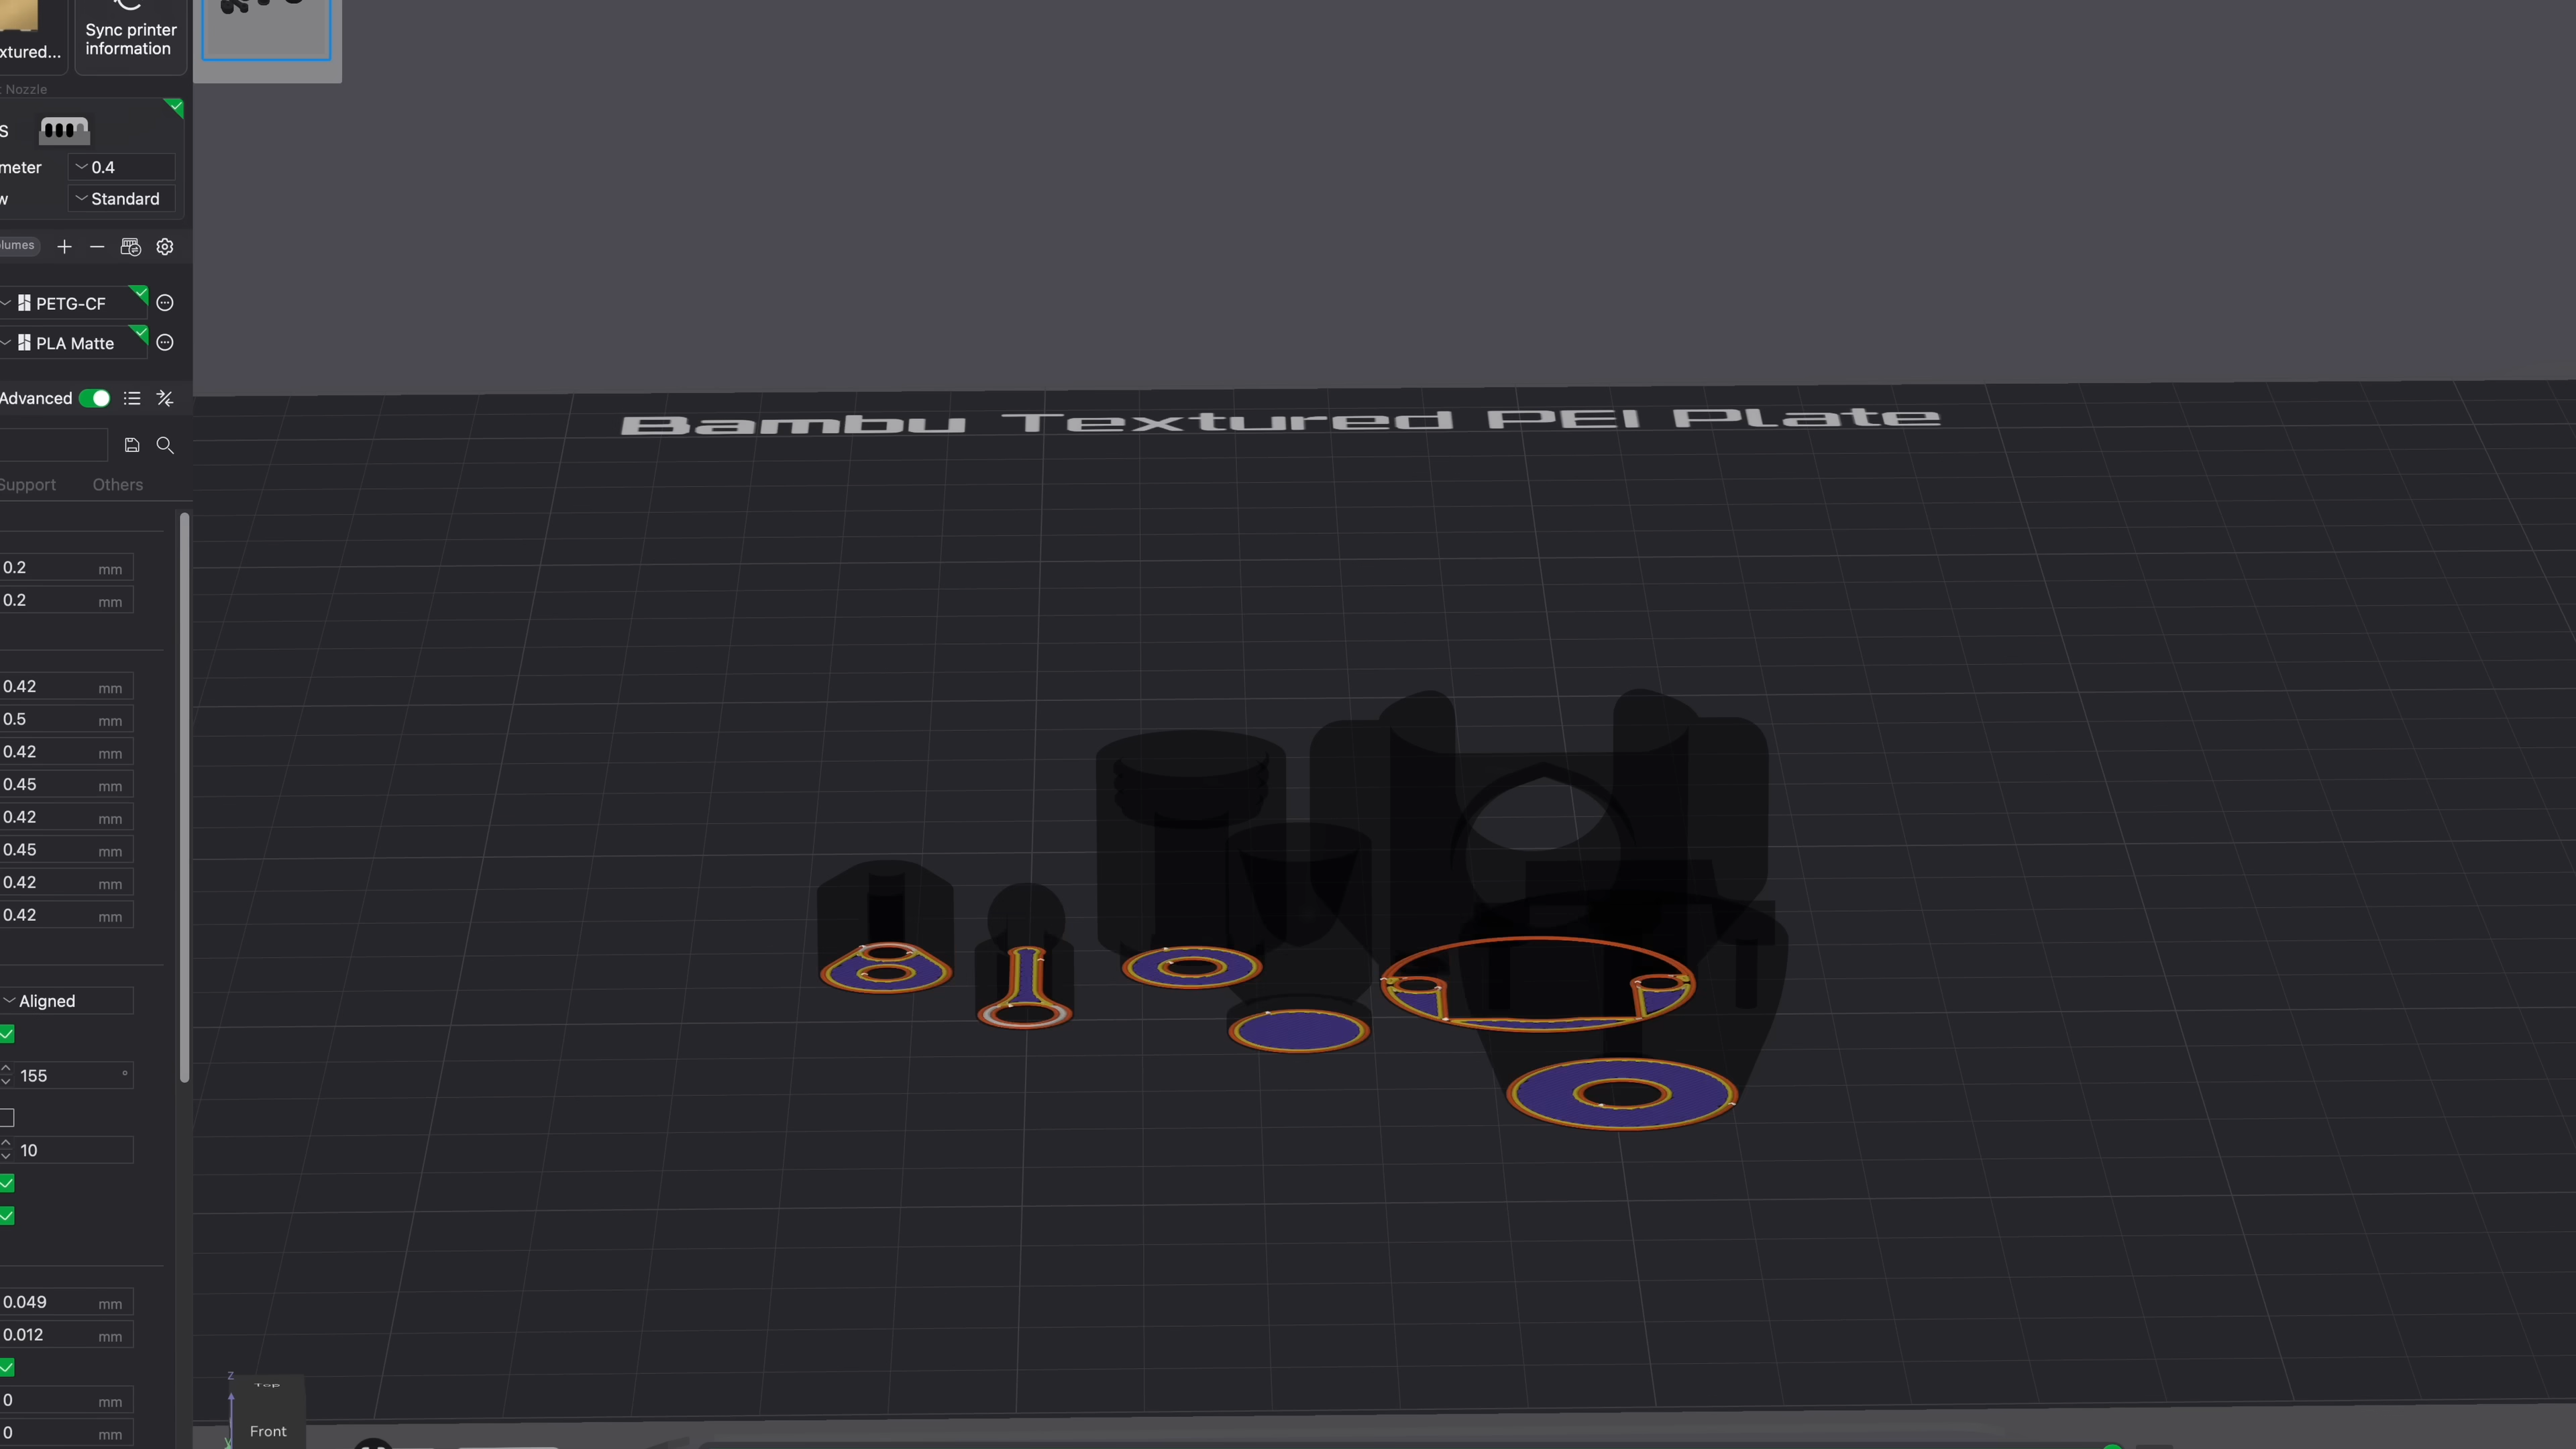 Sync printer
information
xtured...
t Nozzle
S
meter
0.4
w
Standard
olumes
PETG-CF
PLA Matte
Advanced
Support
Others
0.2 mm
0.2 mm
0.42 mm
0.5 mm
0.42 mm
0.45 mm
0.42 mm
0.45 mm
0.42 mm
0.42 mm
Aligned
155 °
10
0.049 mm
0.012 mm
0 mm
0 mm
Bambu Textured PEI Plate
Z
Top
Front
Y